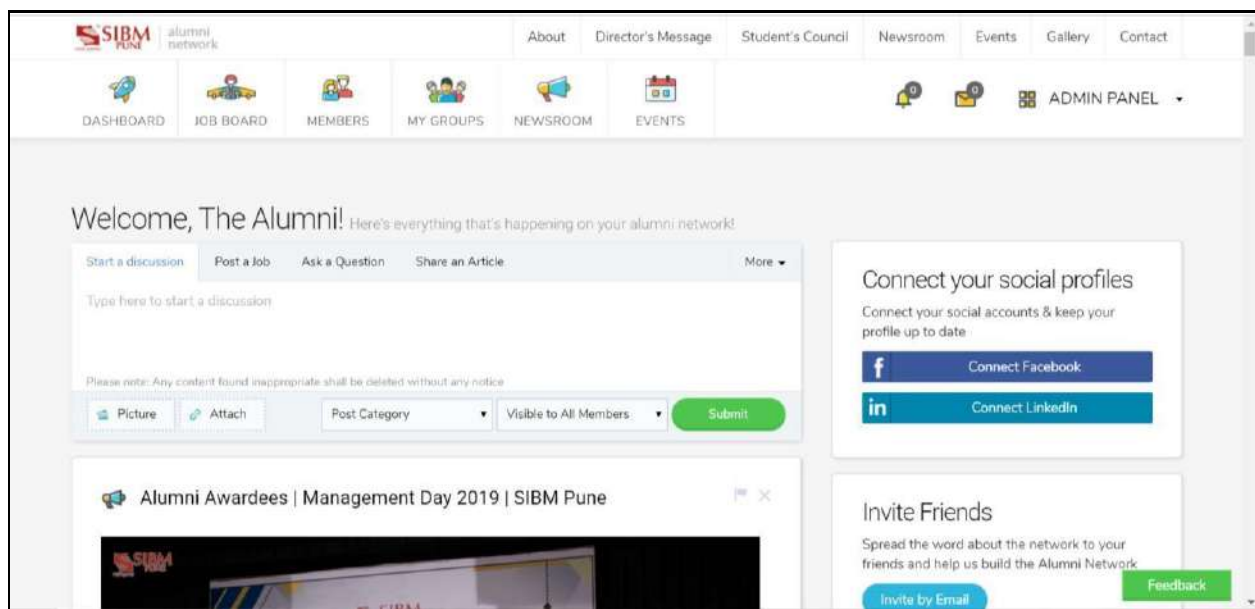 SIBM PUNE alumni network
About Director's Message Student's Council Newsroom Events Gallery Contact
0 0 ADMIN PANEL
DASHBOARD JOB BOARD MEMBERS MY GROUPS NEWSROOM EVENTS
Welcome, The Alumni! Here's everything that's happening on your alumni network!
Start a discussion Post a Job Ask a Question Share an Article More
Type here to start a discussion
Please note: Any content found inappropriate shall be deleted without any notice
Picture Attach Post Category Visible to All Members Submit
Connect your social profiles
Connect your social accounts & keep your
profile up to date
f Connect Facebook
in Connect LinkedIn
Alumni Awardees | Management Day 2019 | SIBM Pune
SIBM PUNE
SIBM
Invite Friends
Spread the word about the network to your
friends and help us build the Alumni Network
Invite by Email
Feedback